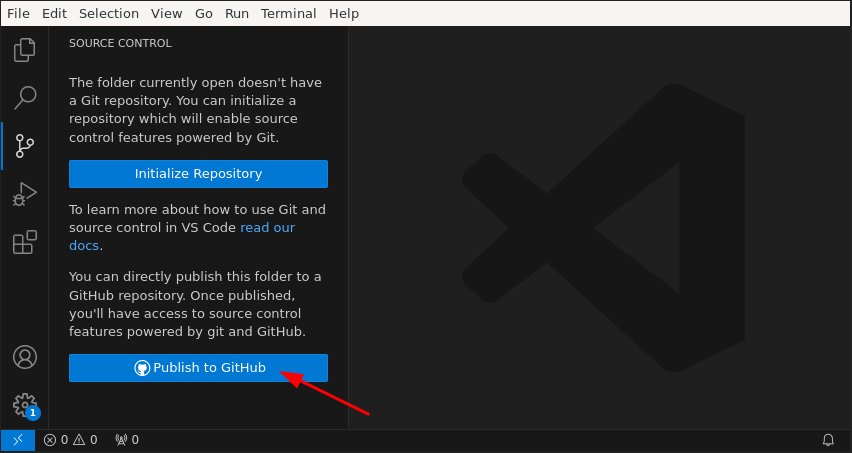 File Edit Selection View Go Run Terminal Help
SOURCE CONTROL
The folder currently open doesn't have
a Git repository. You can initialize a
repository which will enable source
control features powered by Git.
Initialize Repository
To learn more about how to use Git and
source control in VS Code read our
docs.
You can directly publish this folder to a
GitHub repository. Once published,
you'll have access to source control
features powered by git and GitHub.
Publish to GitHub
1
0 0 0